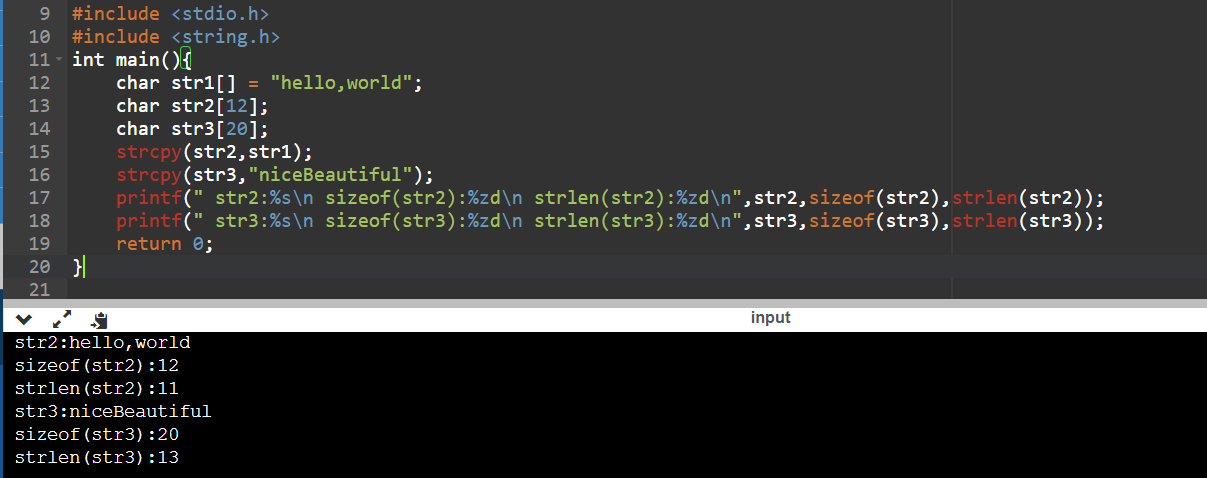 9 #include <stdio.h>
10 #include <string.h>
11 int main(){
12     char str1[] = "hello,world";
13     char str2[12];
14     char str3[20];
15     strcpy(str2,str1);
16     strcpy(str3,"niceBeautiful");
17     printf(" str2:%s\n sizeof(str2):%zd\n strlen(str2):%zd\n",str2,sizeof(str2),strlen(str2));
18     printf(" str3:%s\n sizeof(str3):%zd\n strlen(str3):%zd\n",str3,sizeof(str3),strlen(str3));
19     return 0;
20 }
21
input
str2:hello,world
sizeof(str2):12
strlen(str2):11
str3:niceBeautiful
sizeof(str3):20
strlen(str3):13